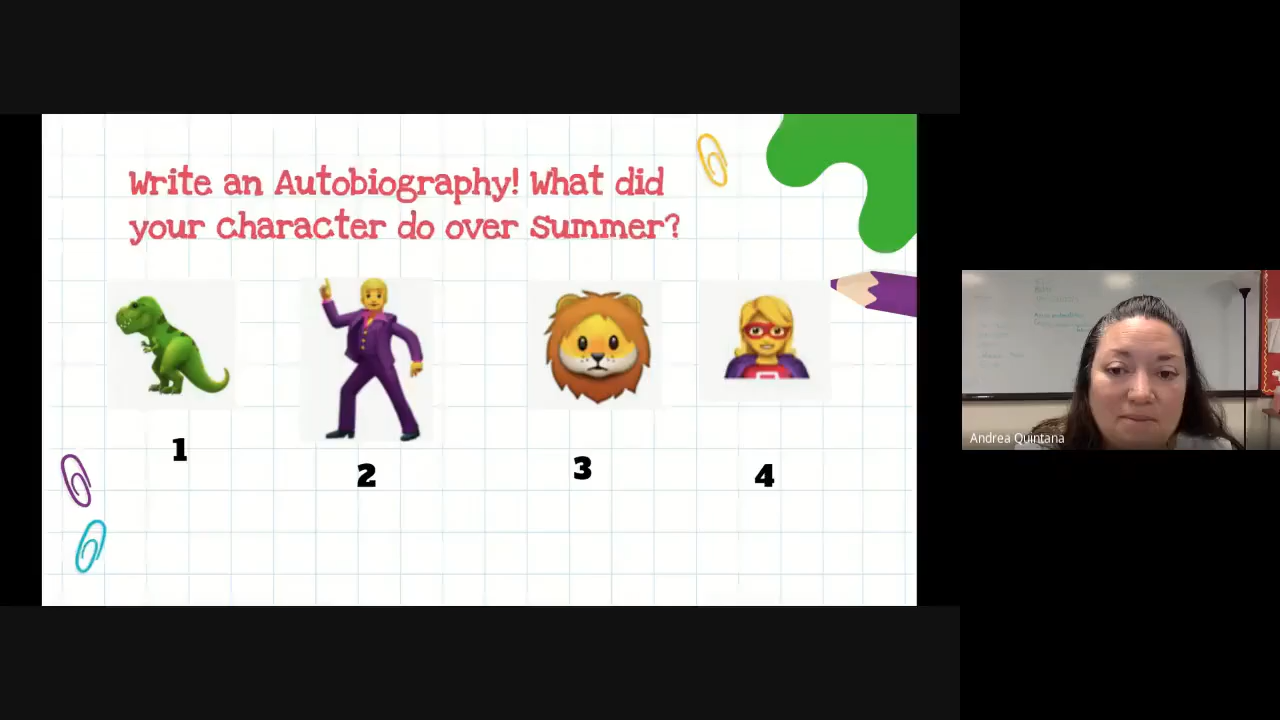 Write an Autobiography! What did
your character do over summer?
1
2
3
4
Andrea Quintana